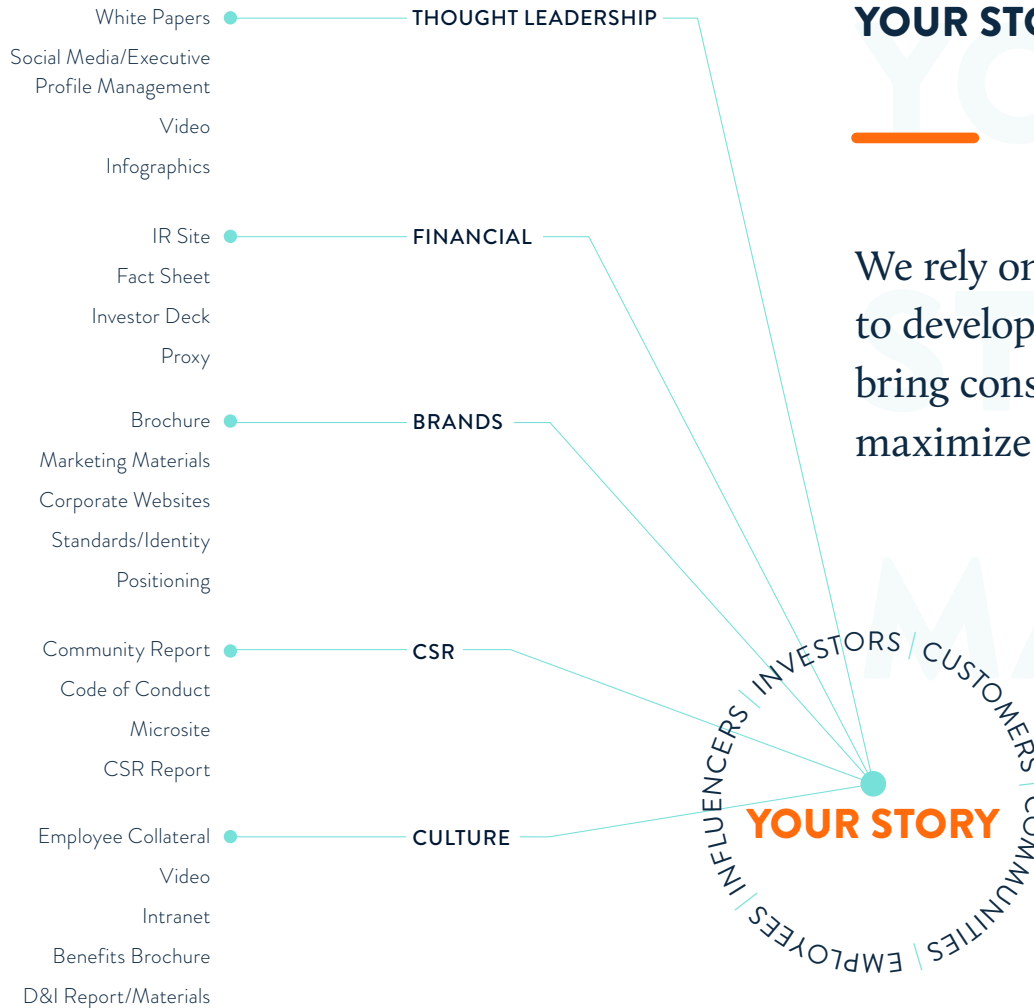 White Papers
THOUGHT LEADERSHIP
Social Media/Executive
Profile Management
Video
Infographics
IR Site
FINANCIAL
Fact Sheet
Investor Deck
Proxy
Brochure
BRANDS
Marketing Materials
Corporate Websites
Standards/Identity
Positioning
Community Report
CSR
Code of Conduct
Microsite
CSR Report
Employee Collateral
CULTURE
Video
Intranet
Benefits Brochure
D&I Report/Materials
YOUR
We rely
to develop
bring
maximize
INVESTORS | CUSTOMERS | COMMUNITIES | EMPLOYEES | INFLUENCERS |
YOUR STORY